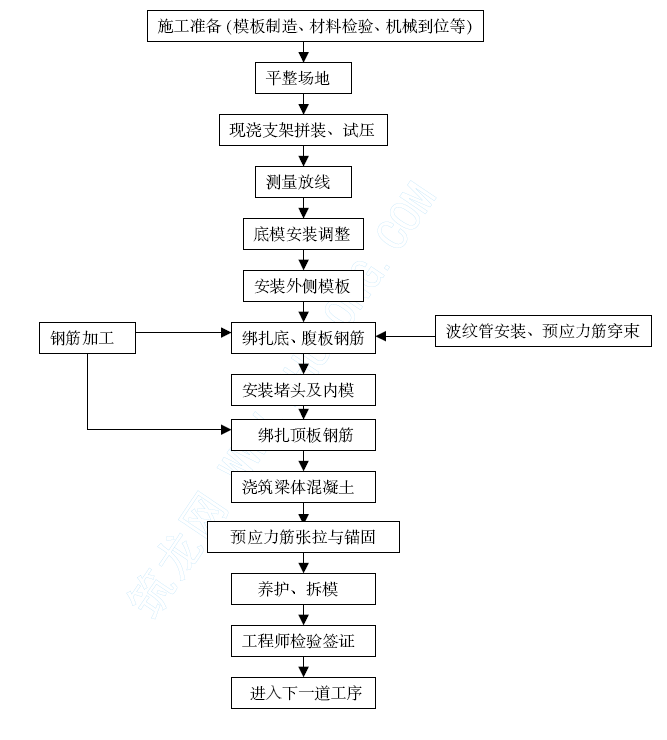 施工准备(模板制造、材料检验、机械到位等)
平整场地
现浇支架拼装、试压
测量放线
底模安装调整
安装外侧模板
钢筋加工
绑扎底、腹板钢筋
波纹管安装、预应力筋穿束
安装堵头及内模
绑扎顶板钢筋
浇筑梁体混凝土
预应力筋张拉与锚固
养护、拆模
工程师检验签证
进入下一道工序
筑龙网